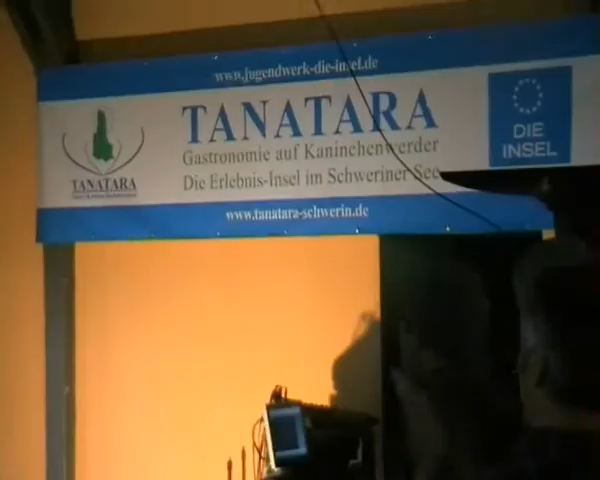 www.jugendwerk-die-insel.de
TANATARA
Gastronomie auf Kaninchenwerder
Die Erlebnis-Insel im Schweriner See
www.tanatara-schwerin.de
TANATARA
DIE
INSEL